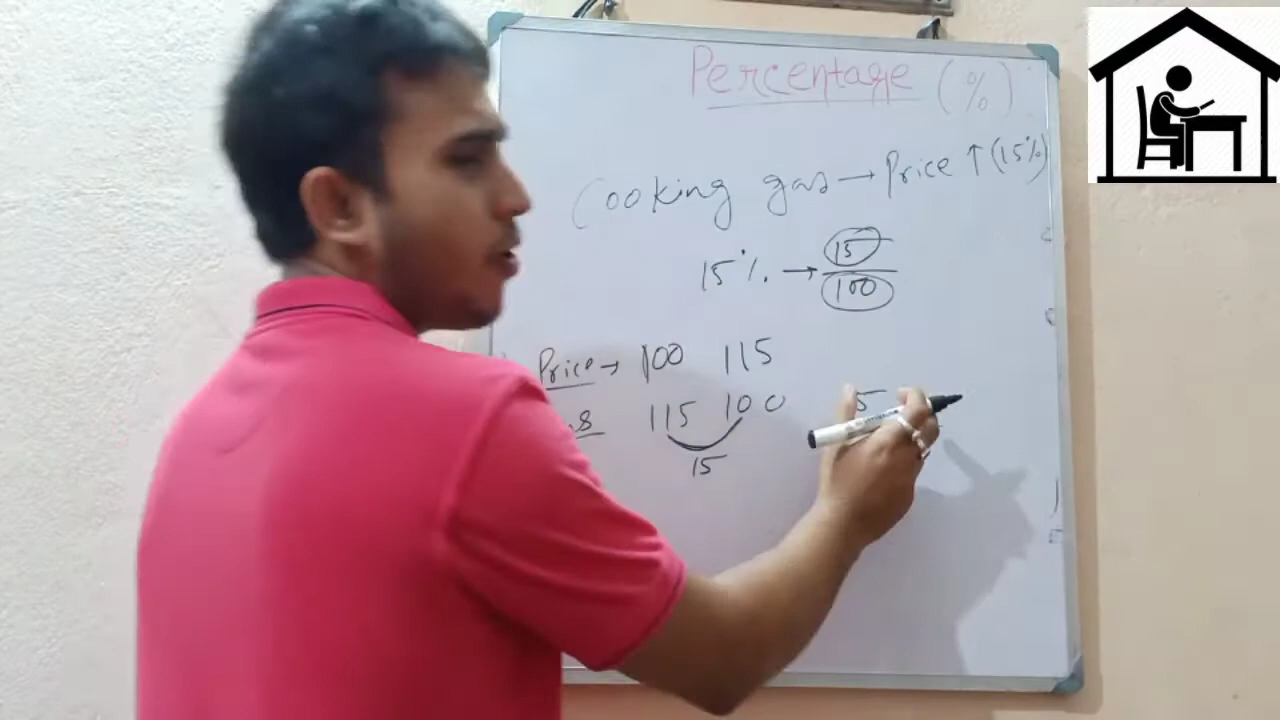 Percentage (%)
Cooking gas → Price ↑ (15%)
15% → 15/100
Price → 100 115
115 100
15